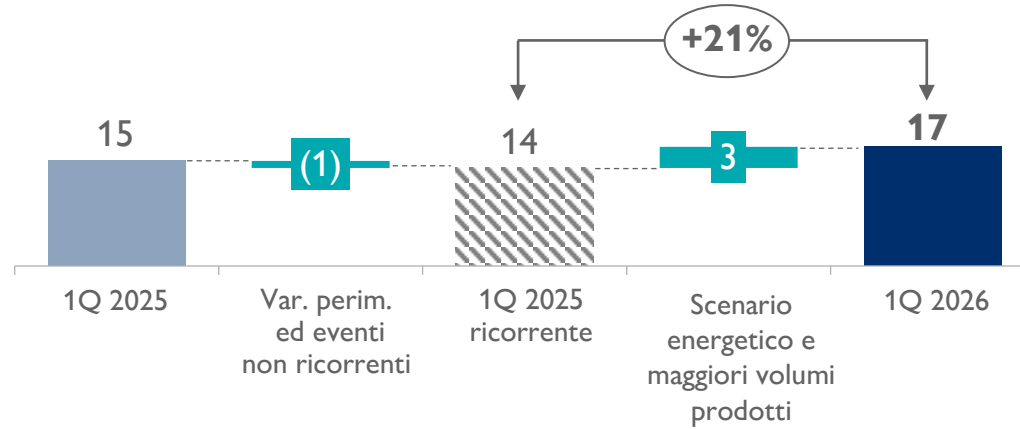 +21%
15
(1)
14
3
17
1Q 2025
Var. perim.
ed eventi
non ricorrenti
1Q 2025
ricorrente
Scenario
energetico e
maggiori volumi
prodotti
1Q 2026